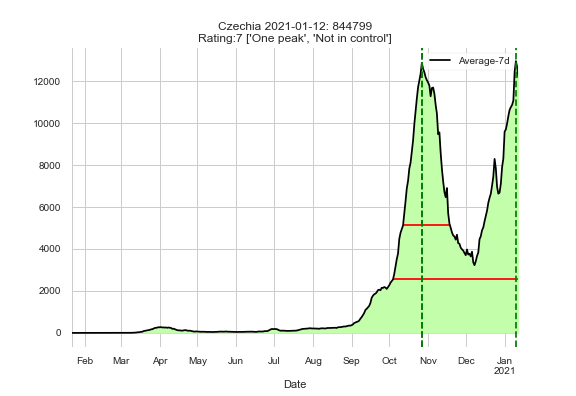 Czechia 2021-01-12: 844799
Rating:7 ['One peak', 'Not in control']
Average-7d
12000
10000
8000
6000
4000
2000
0
Feb Mar Apr May Jun Jul Aug Sep Oct Nov Dec Jan
2021
Date